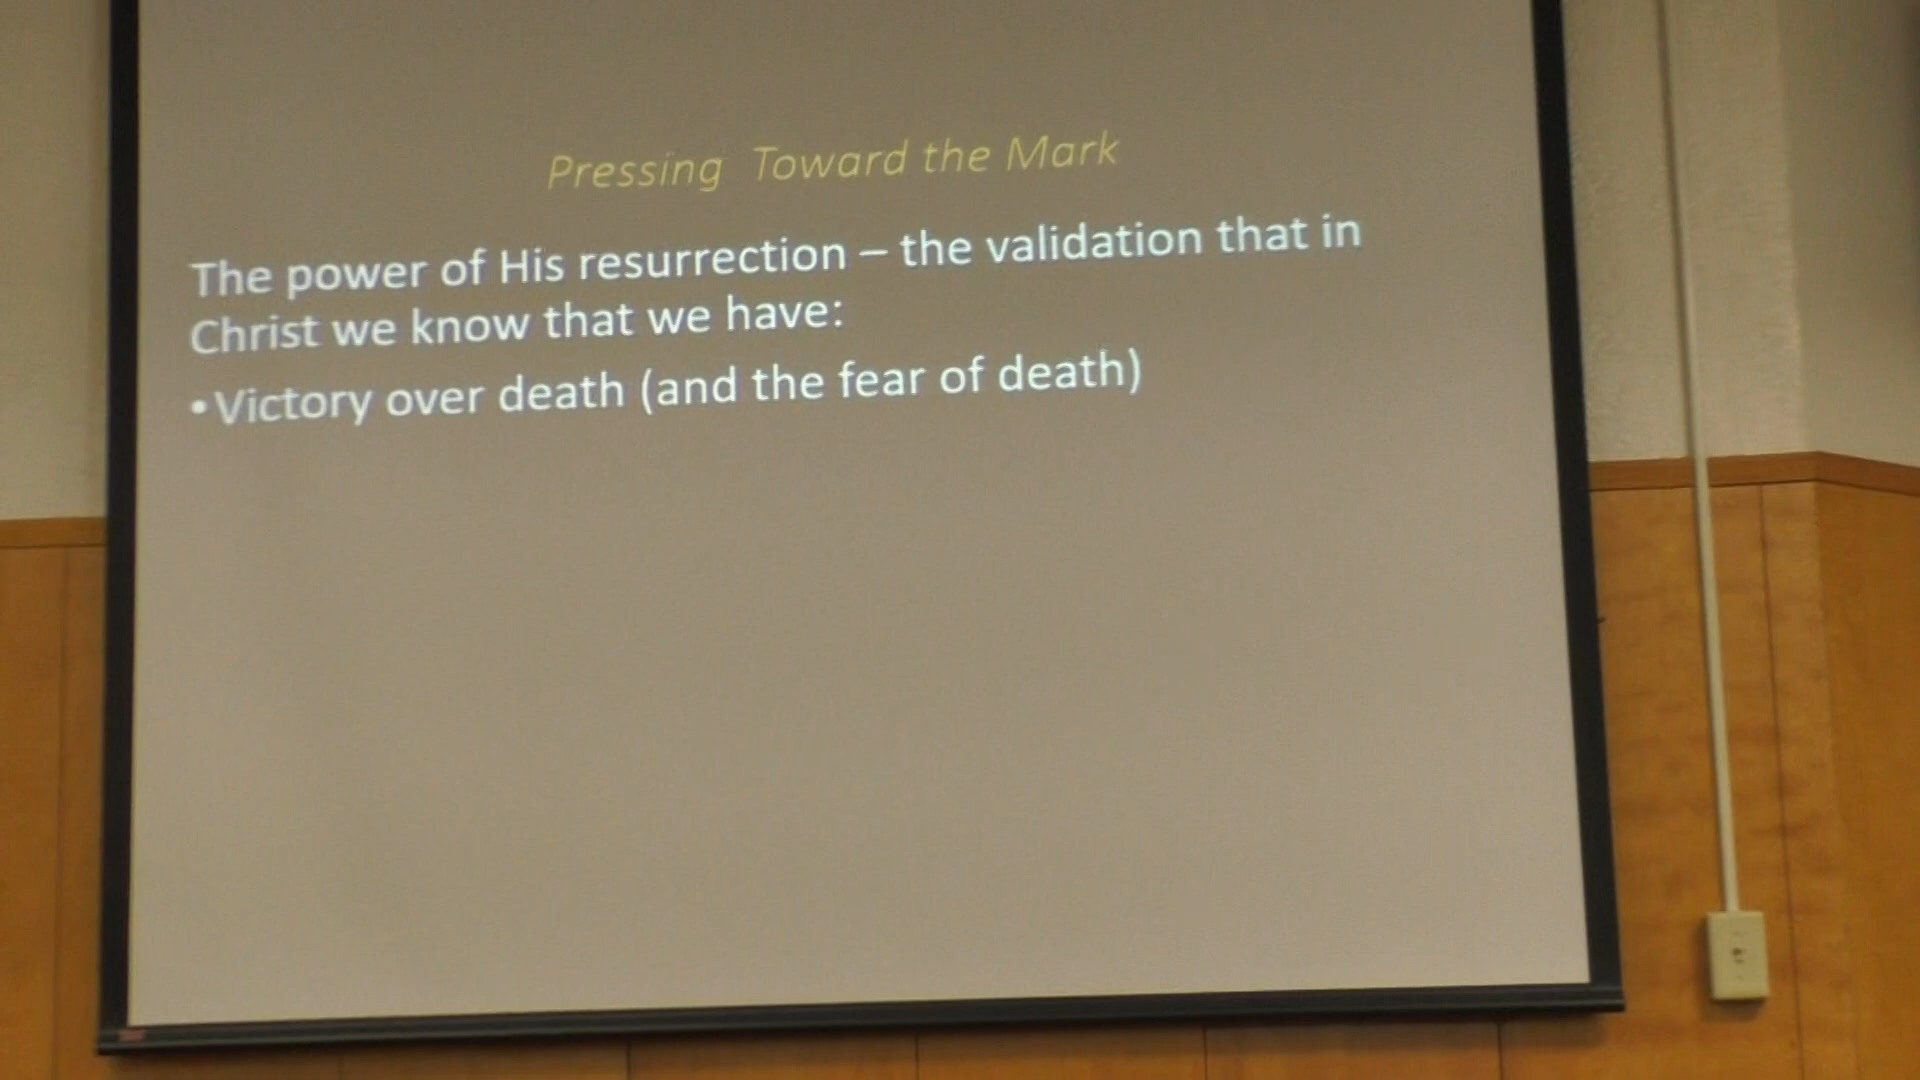 Pressing Toward the Mark
The power of His resurrection – the validation that in
Christ we know that we have:
•Victory over death (and the fear of death)